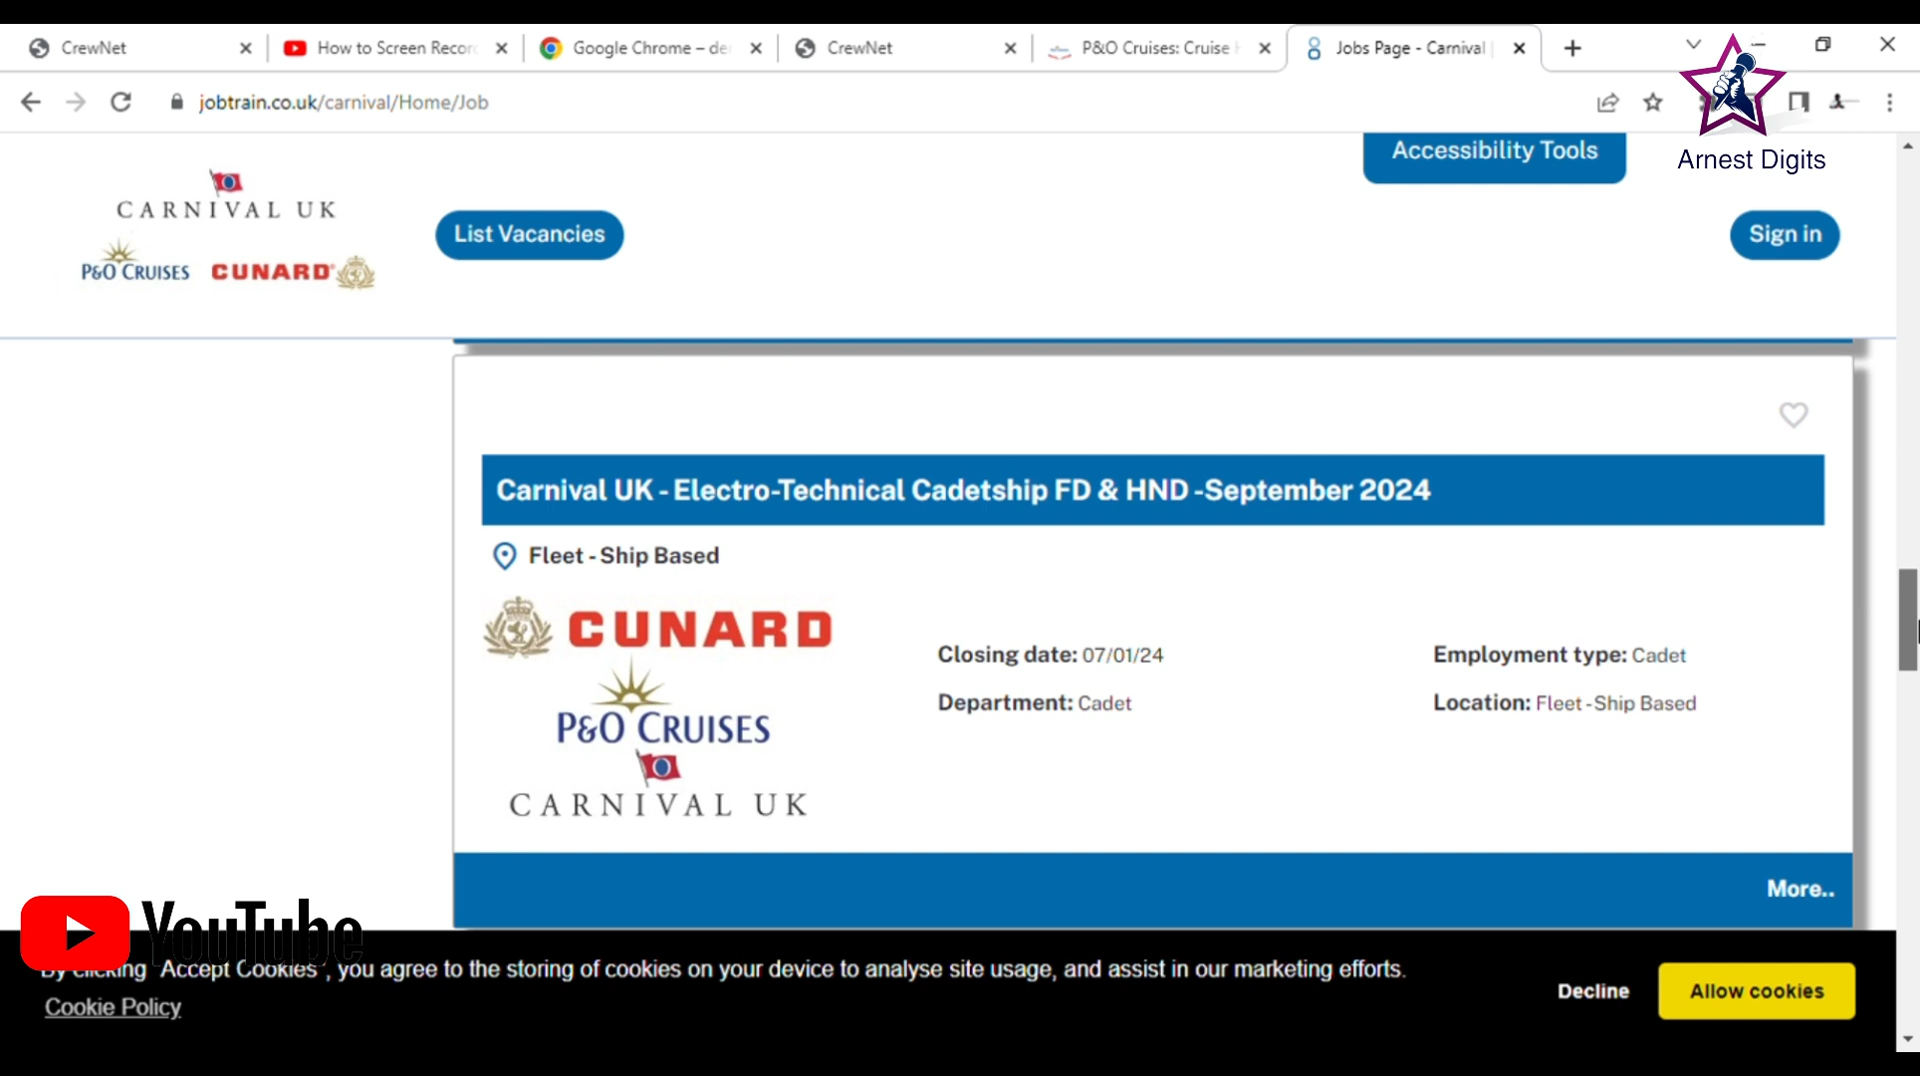 CrewNet
How to Screen Recor
Google Chrome – de
CrewNet
P&O Cruises: Cruise H
Jobs Page - Carnival
jobtrain.co.uk/carnival/Home/Job
Arnest Digits
Accessibility Tools
CARNIVAL UK
P&O CRUISES CUNARD
List Vacancies
Sign in
Carnival UK - Electro-Technical Cadetship FD & HND -September 2024
Fleet - Ship Based
CUNARD
P&O CRUISES
CARNIVAL UK
Closing date: 07/01/24
Employment type: Cadet
Department: Cadet
Location: Fleet - Ship Based
More..
YouTube
By clicking "Accept Cookies", you agree to the storing of cookies on your device to analyse site usage, and assist in our marketing efforts.
Cookie Policy
Decline
Allow cookies